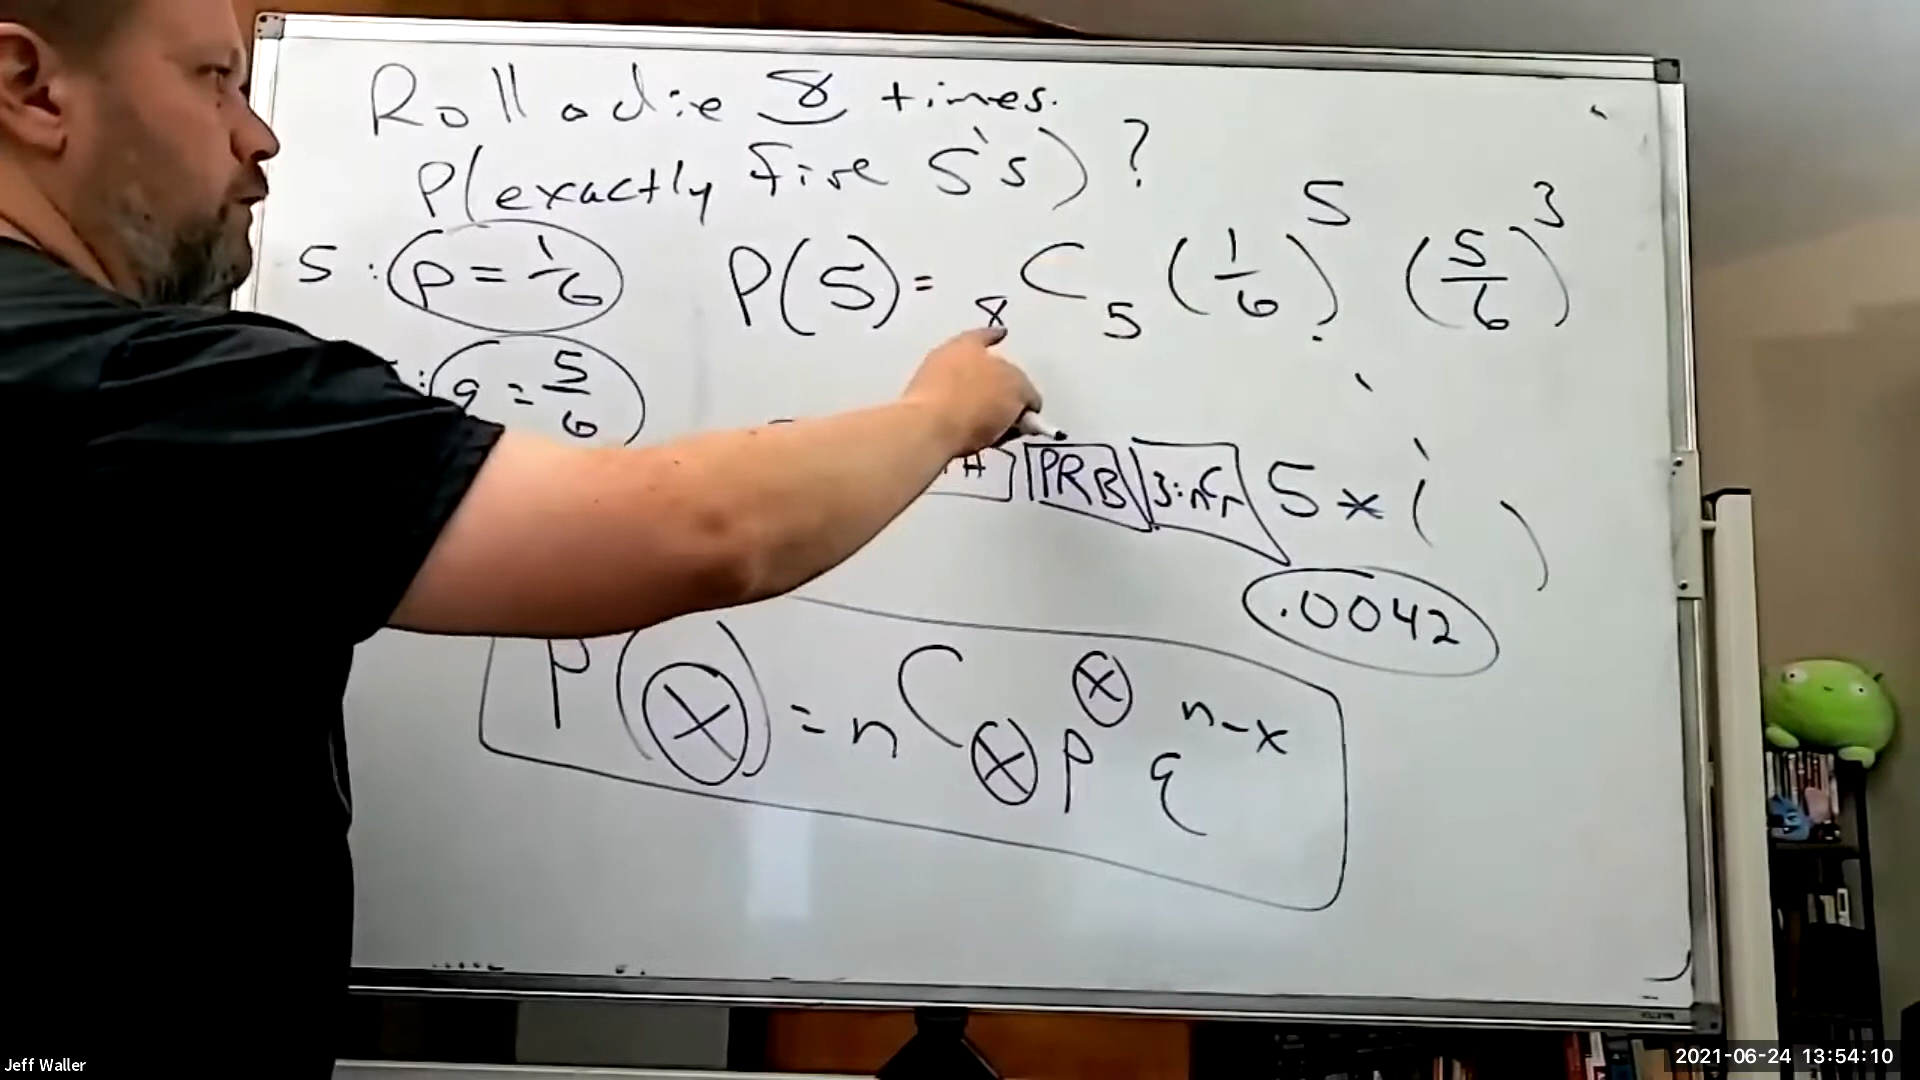 Roll a die 8 times.
P(exactly five 5's)?
5: p = 1/6
P(5) = 8C5 (1/6)^5 (5/6)^3
: q = 5/6
=
PRB 3:nCr 5 * ( )
.0042
P(x) = nCx p^x q^n-x
Jeff Waller
2021-06-24 13:54:10